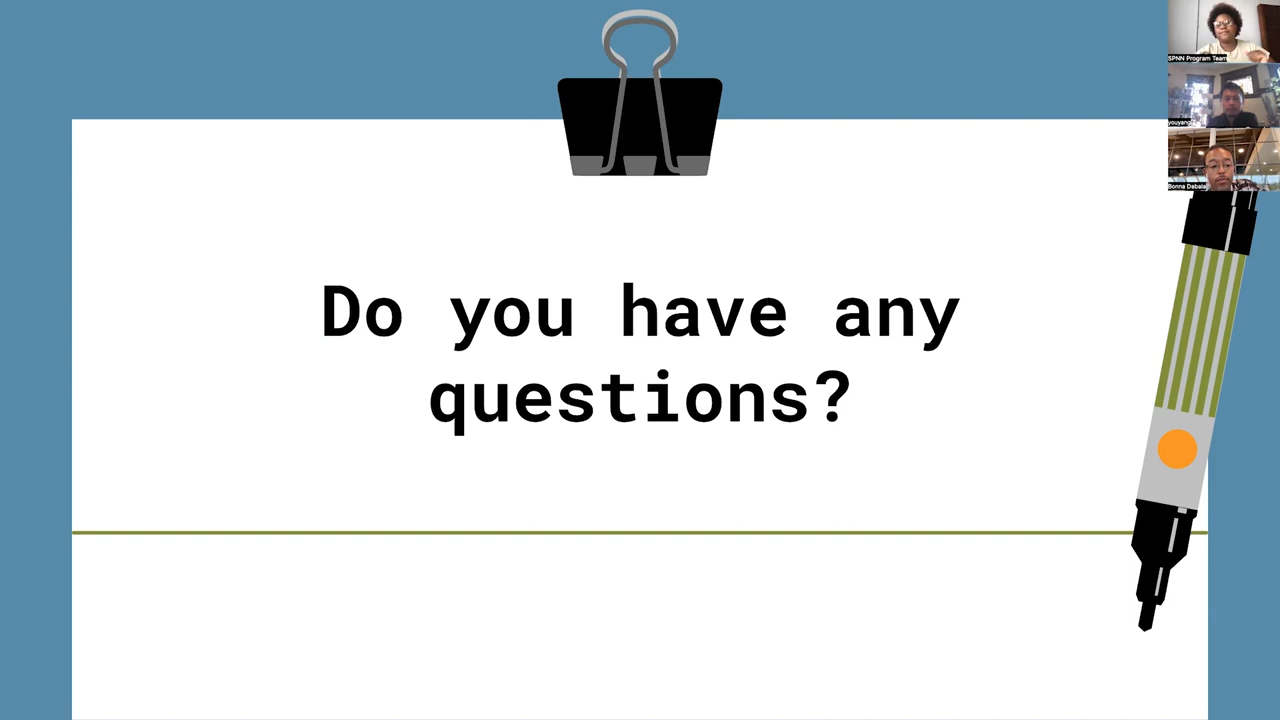 Do you have any
questions?
SPNN Program Team
youyang
Bonna Dabala